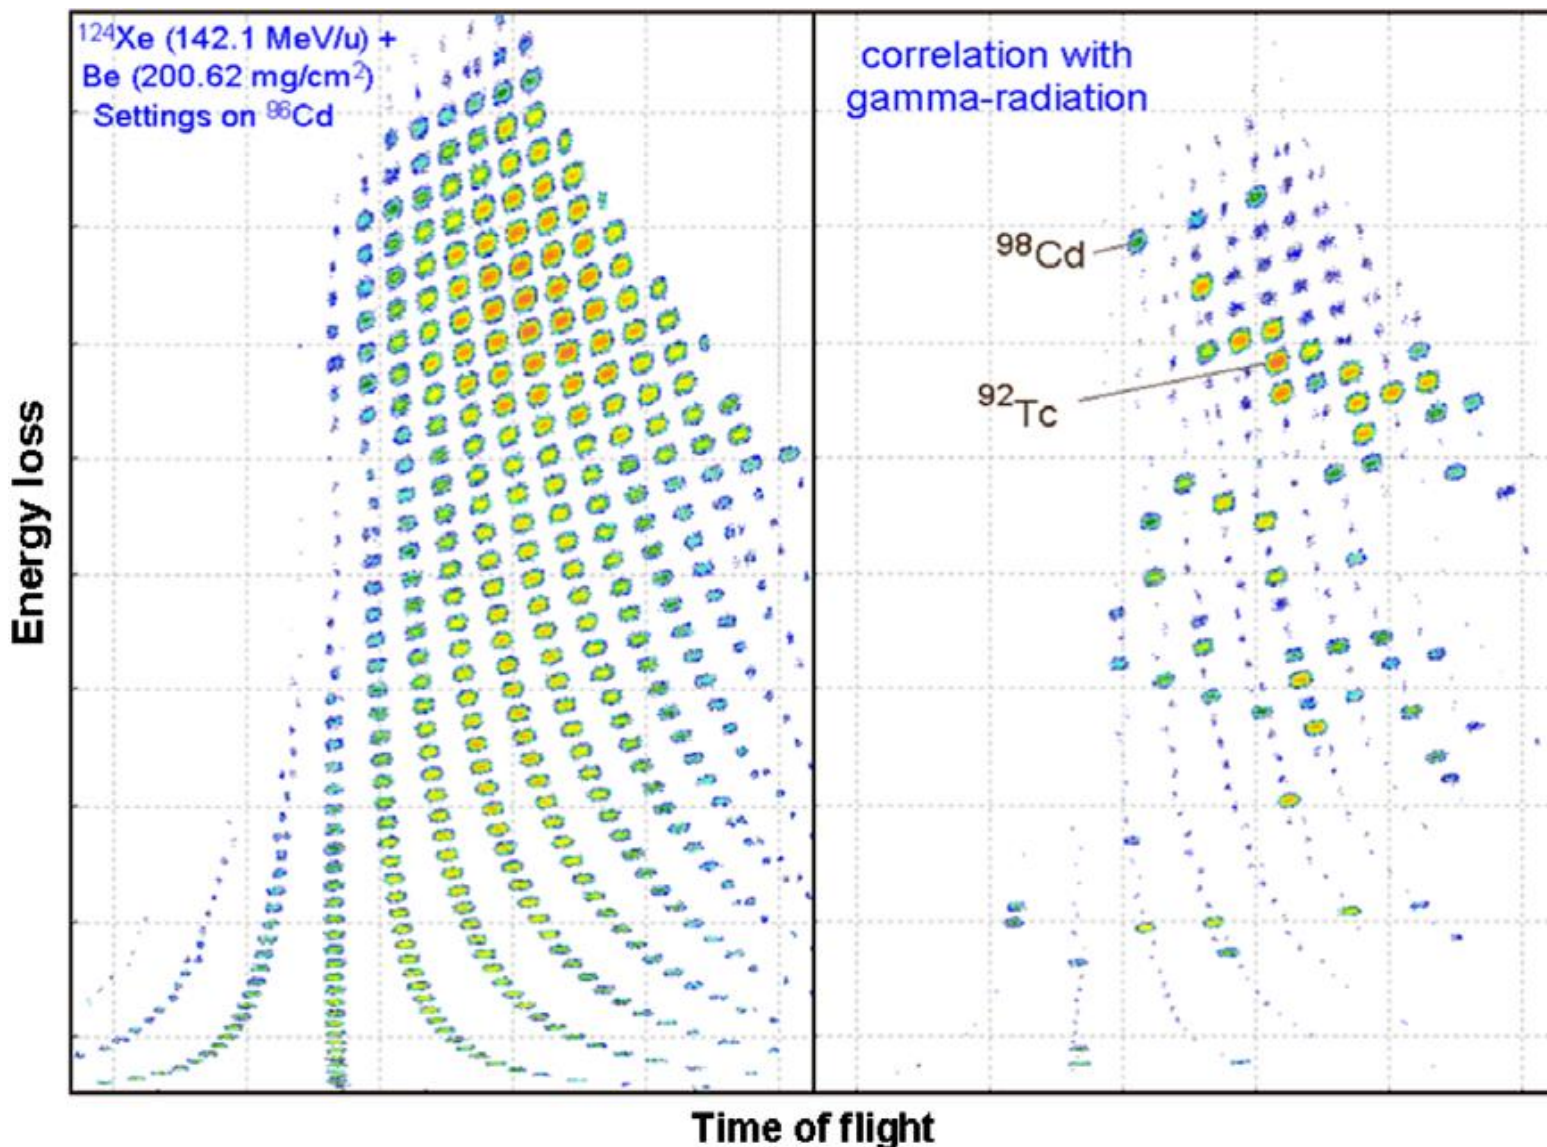 ¹²⁴Xe (142.1 MeV/u) +
Be (200.62 mg/cm²)
Settings on ⁹⁶Cd
correlation with
gamma-radiation
⁹⁸Cd
⁹²Tc
Energy loss
Time of flight